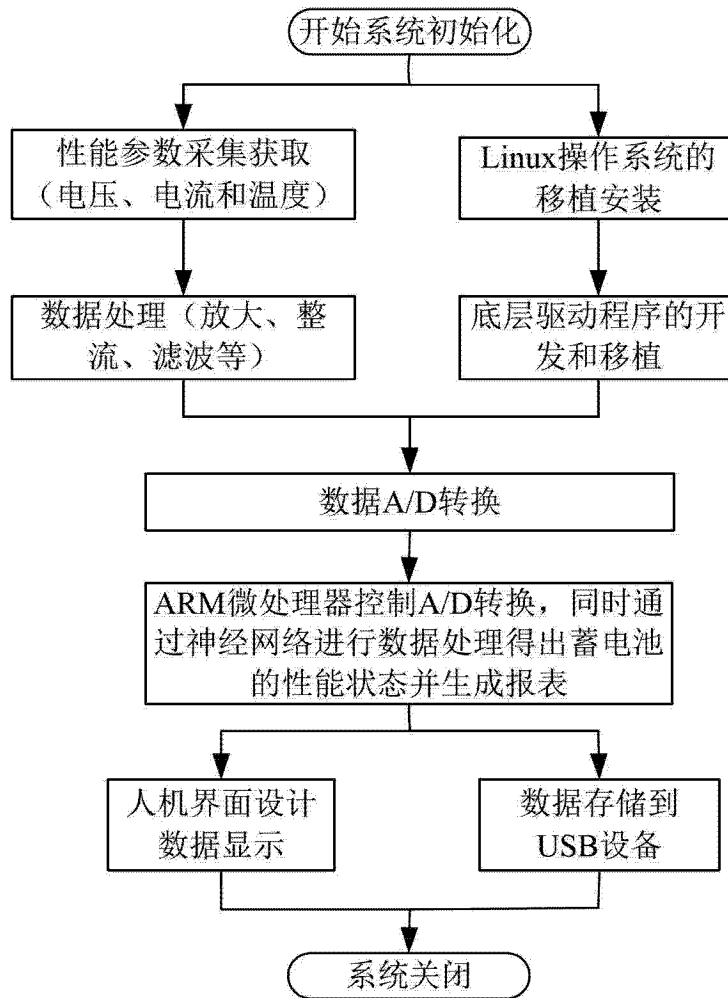 开始系统初始化
性能参数采集获取
（电压、电流和温度）
Linux操作系统的
移植安装
数据处理（放大、整
流、滤波等）
底层驱动程序的开
发和移植
数据A/D转换
ARM微处理器控制A/D转换，同时通
过神经网络进行数据处理得出蓄电池
的性能状态并生成报表
人机界面设计
数据显示
数据存储到
USB设备
系统关闭